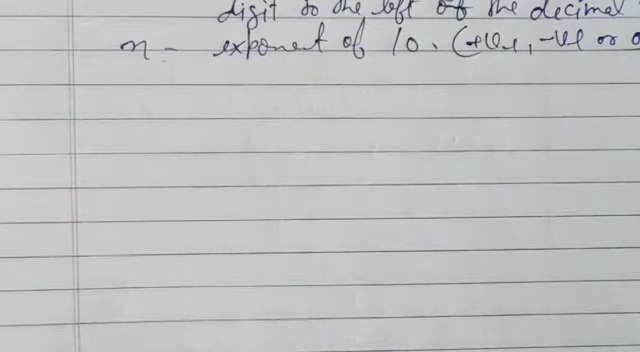 digit to the left of the decimal
n - exponent of 10. (+ve, -ve or